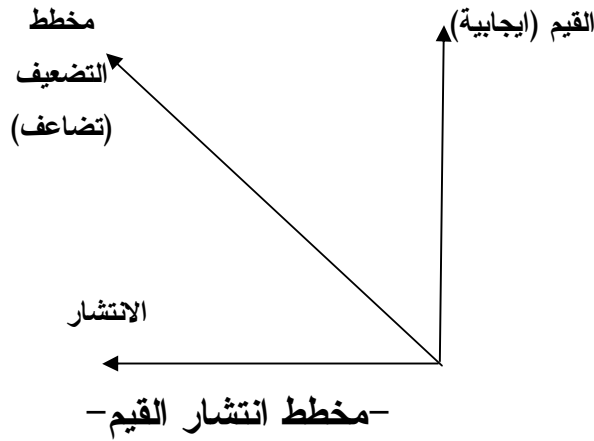 القيم (ايجابية)
مخطط
التضعيف
(تضاعف)
الانتشار
-مخطط انتشار القيم-